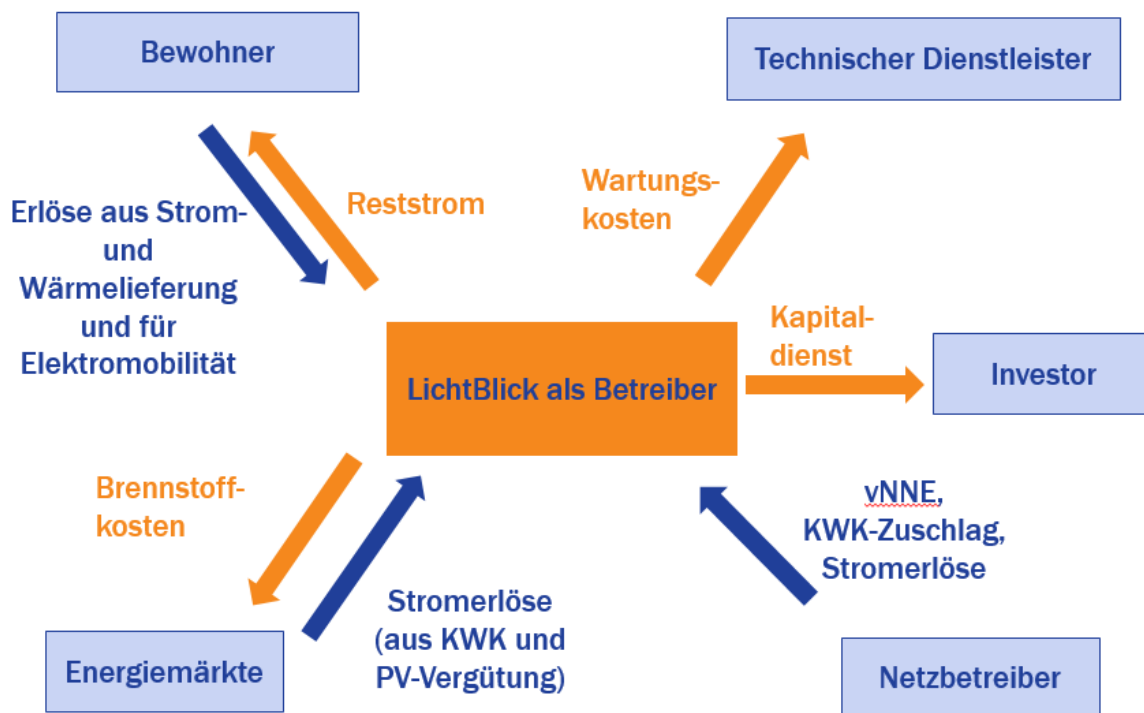 Bewohner
Technischer Dienstleister
Erlöse aus Strom-
und
Wärmelieferung
und für
Elektromobilität
Reststrom
Wartungs-
kosten
Kapital-
dienst
LichtBlick als Betreiber
Investor
Brennstoff-
kosten
vNNE,
KWK-Zuschlag,
Stromerlöse
Stromerlöse
(aus KWK und
PV-Vergütung)
Energiemärkte
Netzbetreiber